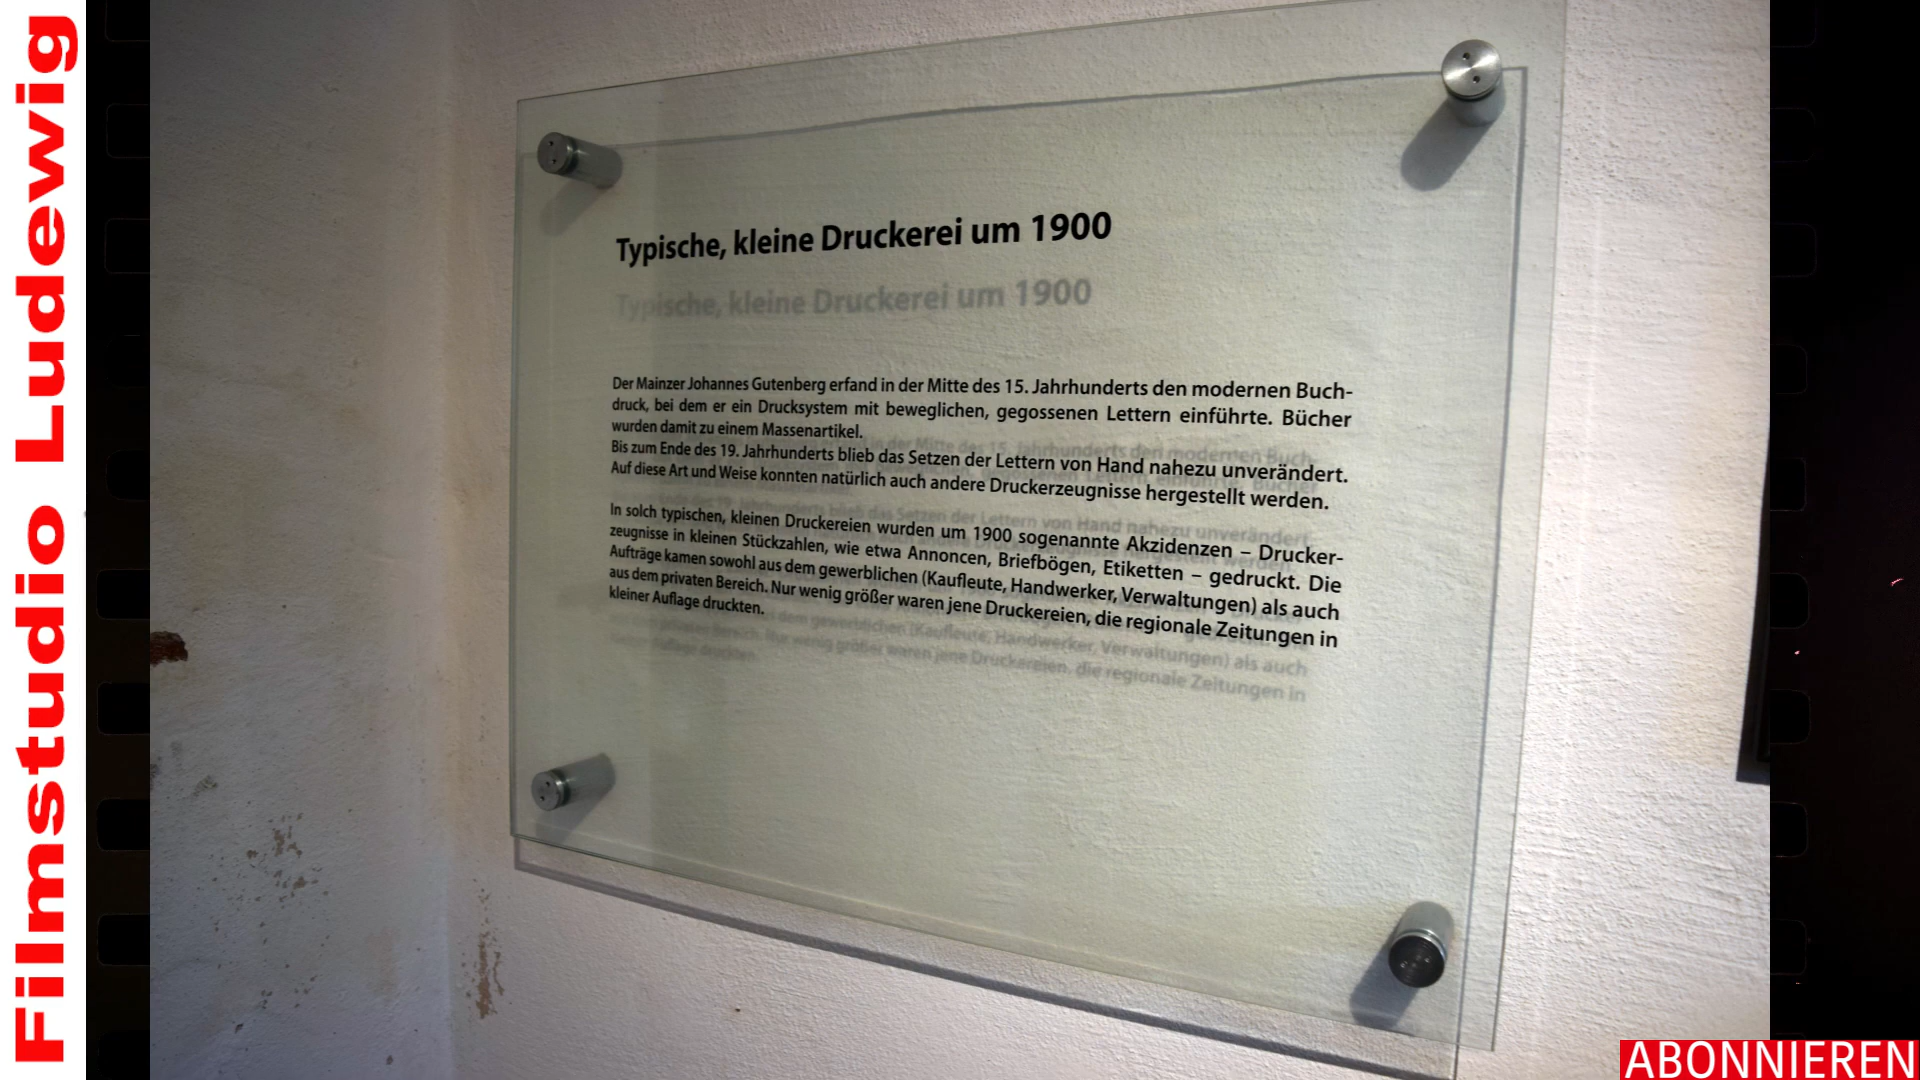 Filmstudio Ludewig
Typische, kleine Druckerei um 1900
Typische, kleine Druckerei um 1900
Der Mainzer Johannes Gutenberg erfand in der Mitte des 15. Jahrhunderts den modernen Buch-
druck, bei dem er ein Drucksystem mit beweglichen, gegossenen Lettern einführte. Bücher
wurden damit zu einem Massenartikel.
Bis zum Ende des 19. Jahrhunderts blieb das Setzen der Lettern von Hand nahezu unverändert.
Auf diese Art und Weise konnten natürlich auch andere Druckerzeugnisse hergestellt werden.
In solch typischen, kleinen Druckereien wurden um 1900 sogenannte Akzidenzen – Drucker-
zeugnisse in kleinen Stückzahlen, wie etwa Annoncen, Briefbögen, Etiketten – gedruckt. Die
Aufträge kamen sowohl aus dem gewerblichen (Kaufleute, Handwerker, Verwaltungen) als auch
aus dem privaten Bereich. Nur wenig größer waren jene Druckereien, die regionale Zeitungen in
kleiner Auflage druckten.
ABONNIEREN